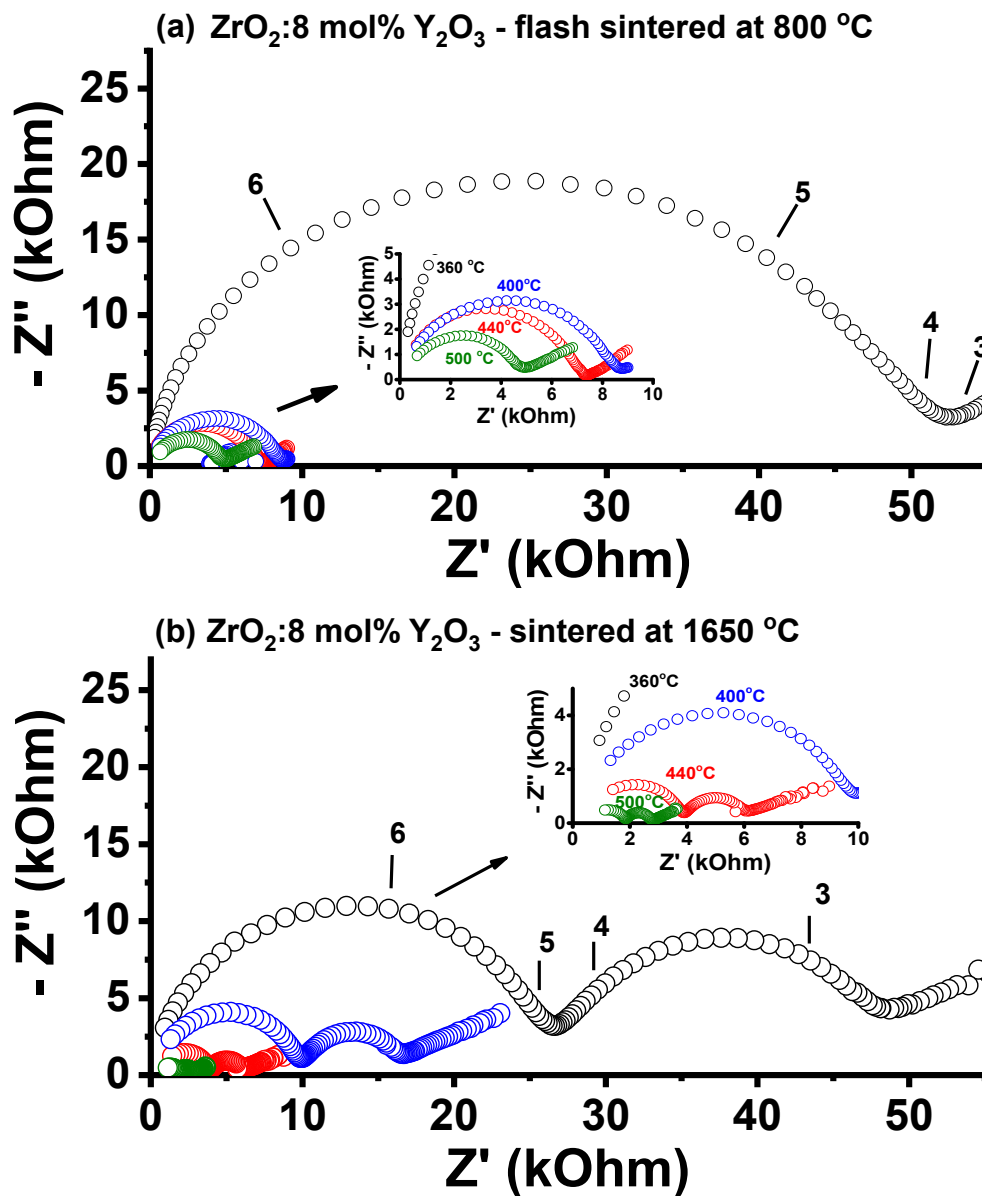 (a) ZrO₂:8 mol% Y₂O₃ - flash sintered at 800 °C
25
20
15
10
5
0
- Z'' (kOhm)
6
5
4
3
5
4
3
2
1
0
- Z'' (kOhm)
360 °C
400°C
440°C
500 °C
0 2 4 6 8 10
Z' (kOhm)
0 10 20 30 40 50
Z' (kOhm)
(b) ZrO₂:8 mol% Y₂O₃ - sintered at 1650 °C
25
20
15
10
5
0
- Z'' (kOhm)
4
2
0
- Z'' (kOhm)
360°C
400°C
440°C
500°C
0 2 4 6 8 10
Z' (kOhm)
6
5
4
3
0 10 20 30 40 50
Z' (kOhm)